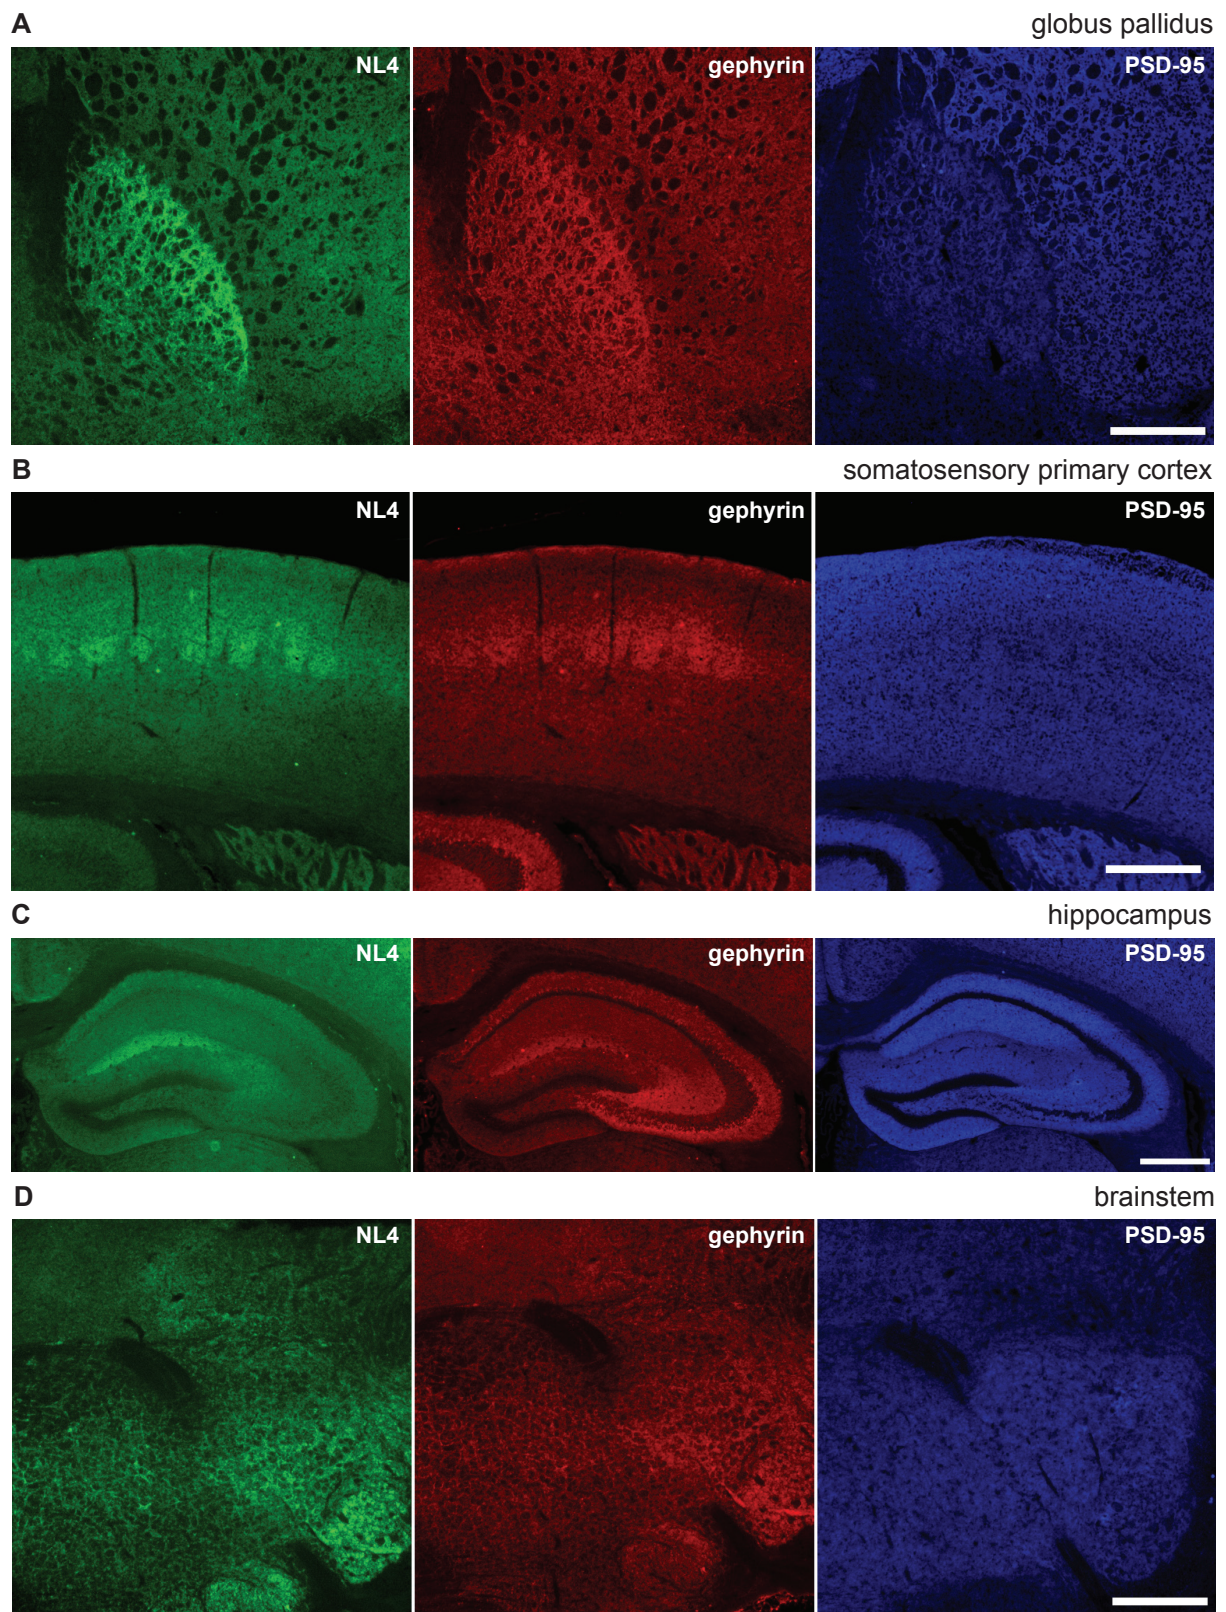 A globus pallidus
NL4 gephyrin PSD-95
B somatosensory primary cortex
NL4 gephyrin PSD-95
C hippocampus
NL4 gephyrin PSD-95
D brainstem
NL4 gephyrin PSD-95